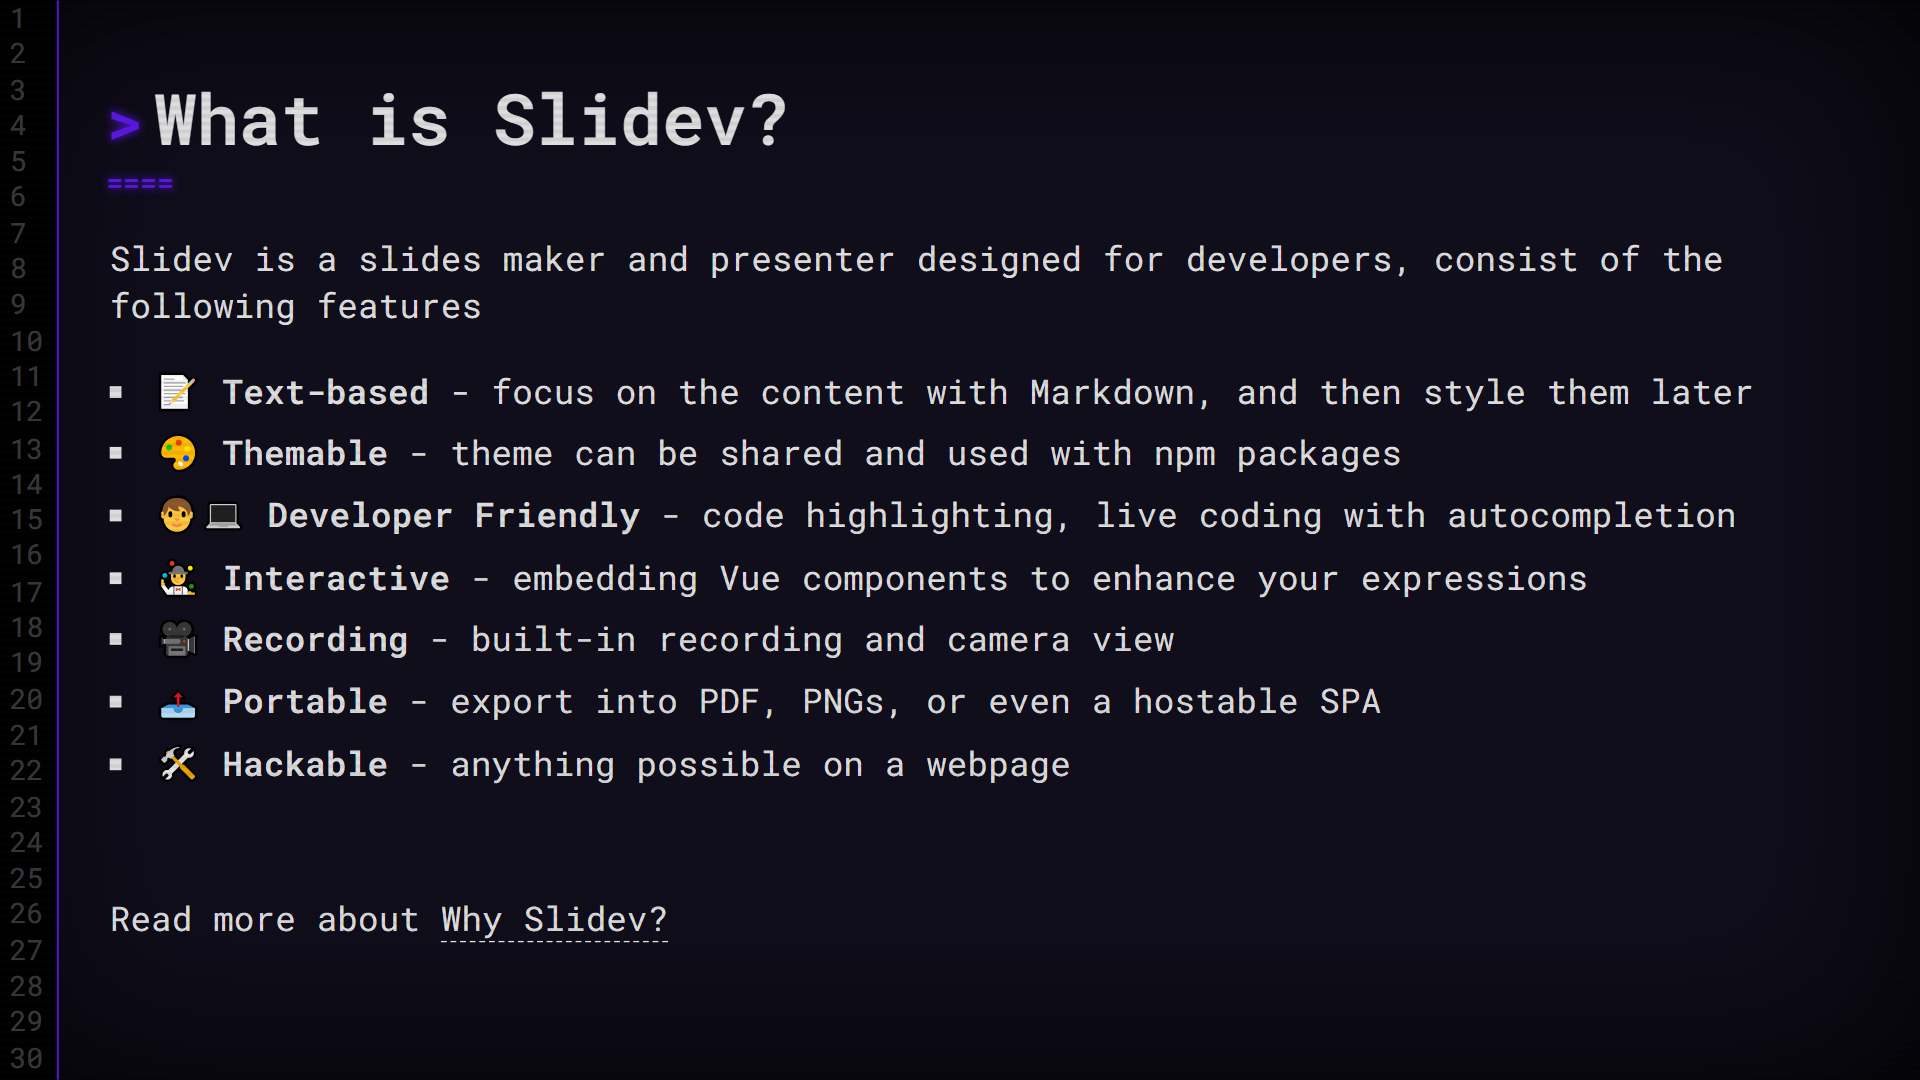 1
2
3
4
5
6
7
8
9
10
11
12
13
14
15
16
17
18
19
20
21
22
23
24
25
26
27
28
29
30
> What is Slidev?
====
Slidev is a slides maker and presenter designed for developers, consist of the
following features
▪ 📝 Text-based - focus on the content with Markdown, and then style them later
▪ 🎨 Themable - theme can be shared and used with npm packages
▪ 🧑💻 Developer Friendly - code highlighting, live coding with autocompletion
▪ 🤹 Interactive - embedding Vue components to enhance your expressions
▪ 🎥 Recording - built-in recording and camera view
▪ 📤 Portable - export into PDF, PNGs, or even a hostable SPA
▪ 🛠 Hackable - anything possible on a webpage
Read more about Why Slidev?